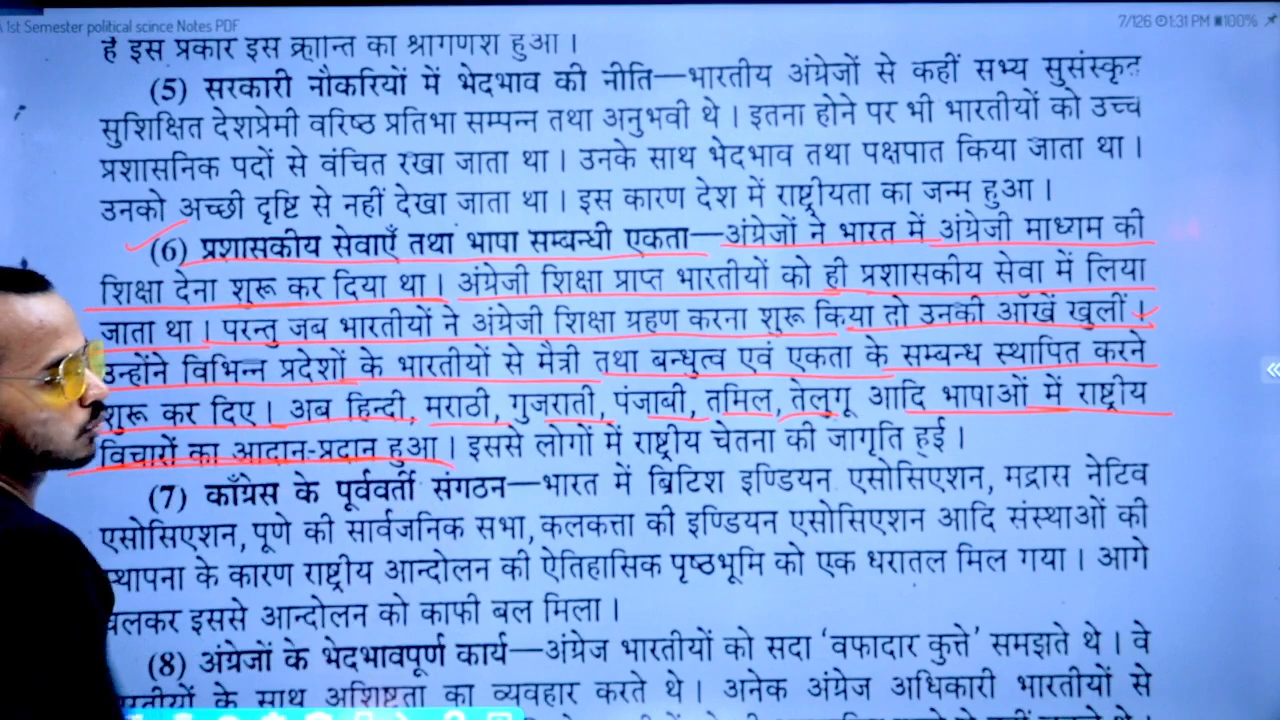 1st Semester political scince Notes PDF
7/126 1:31 PM 100%
है इस प्रकार इस क्रान्ति का श्रीगणेश हुआ।
(5) सरकारी नौकरियों में भेदभाव की नीति—भारतीय अंग्रेजों से कहीं सभ्य सुसंस्कृत
सुशिक्षित देशप्रेमी वरिष्ठ प्रतिभा सम्पन्न तथा अनुभवी थे। इतना होने पर भी भारतीयों को उच्च
प्रशासनिक पदों से वंचित रखा जाता था। उनके साथ भेदभाव तथा पक्षपात किया जाता था।
उनको अच्छी दृष्टि से नहीं देखा जाता था। इस कारण देश में राष्ट्रीयता का जन्म हुआ।
(6) प्रशासकीय सेवाएँ तथा भाषा सम्बन्धी एकता—अंग्रेजों ने भारत में अंग्रेजी माध्यम की
शिक्षा देना शुरू कर दिया था। अंग्रेजी शिक्षा प्राप्त भारतीयों को ही प्रशासकीय सेवा में लिया
जाता था। परन्तु जब भारतीयों ने अंग्रेजी शिक्षा ग्रहण करना शुरू किया तो उनकी आँखें खुलीं।
उन्होंने विभिन्न प्रदेशों के भारतीयों से मैत्री तथा बन्धुत्व एवं एकता के सम्बन्ध स्थापित करने
शुरू कर दिए। अब हिन्दी, मराठी, गुजराती, पंजाबी, तमिल, तेलुगू आदि भाषाओं में राष्ट्रीय
विचारों का आदान-प्रदान हुआ। इससे लोगों में राष्ट्रीय चेतना की जागृति हुई।
(7) काँग्रेस के पूर्ववर्ती संगठन—भारत में ब्रिटिश इण्डियन एसोसिएशन, मद्रास नेटिव
एसोसिएशन, पूणे की सार्वजनिक सभा, कलकत्ता की इण्डियन एसोसिएशन आदि संस्थाओं की
स्थापना के कारण राष्ट्रीय आन्दोलन की ऐतिहासिक पृष्ठभूमि को एक धरातल मिल गया। आगे
चलकर इससे आन्दोलन को काफी बल मिला।
(8) अंग्रेजों के भेदभावपूर्ण कार्य—अंग्रेज भारतीयों को सदा 'वफादार कुत्ते' समझते थे। वे
भारतीयों के साथ अशिष्टता का व्यवहार करते थे। अनेक अंग्रेज अधिकारी भारतीयों से